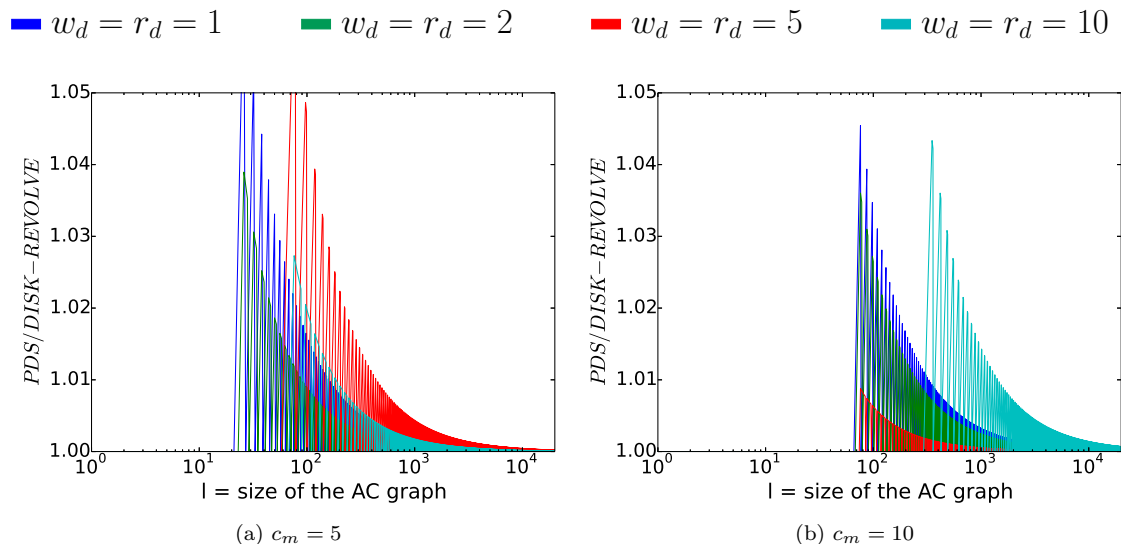 w_d = r_d = 1 w_d = r_d = 2 w_d = r_d = 5 w_d = r_d = 10
PDS/DISK−REVOLVE
1.05
1.04
1.03
1.02
1.01
1.00
10^0 10^1 10^2 10^3 10^4
l = size of the AC graph
(a) c_m = 5
PDS/DISK−REVOLVE
1.05
1.04
1.03
1.02
1.01
1.00
10^0 10^1 10^2 10^3 10^4
l = size of the AC graph
(b) c_m = 10